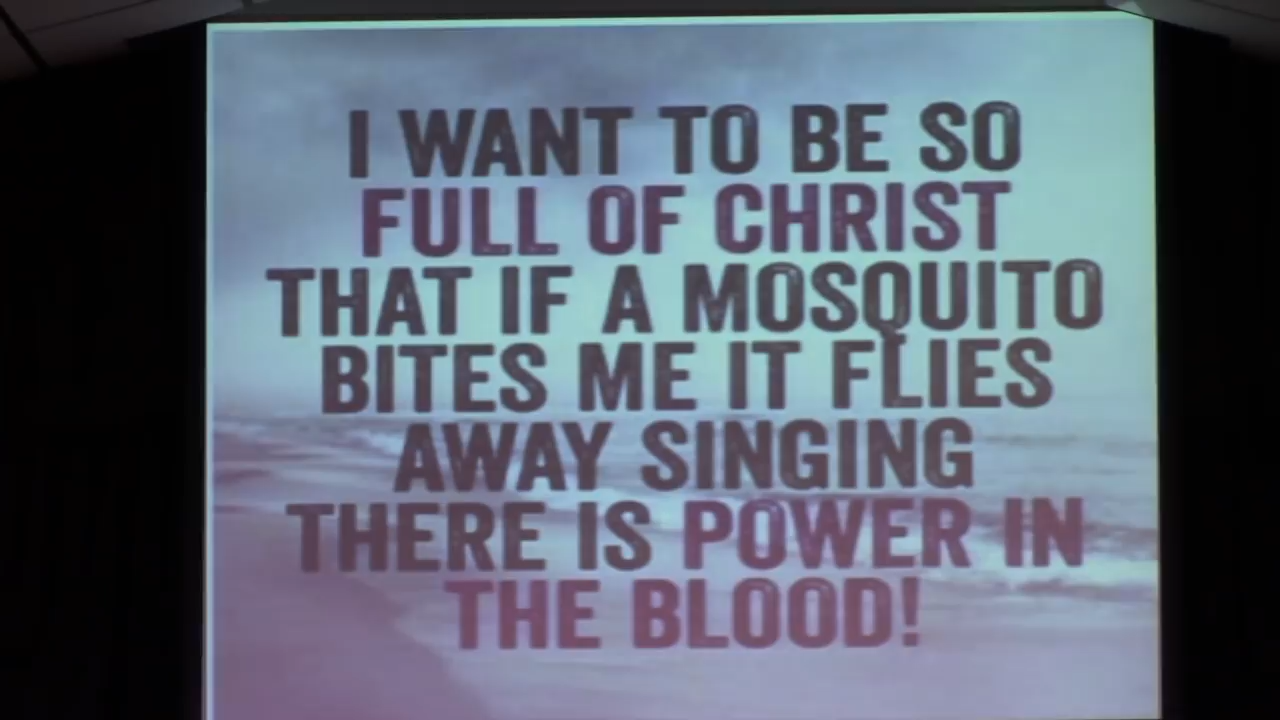 I WANT TO BE SO
FULL OF CHRIST
THAT IF A MOSQUITO
BITES ME IT FLIES
AWAY SINGING
THERE IS POWER IN
THE BLOOD!